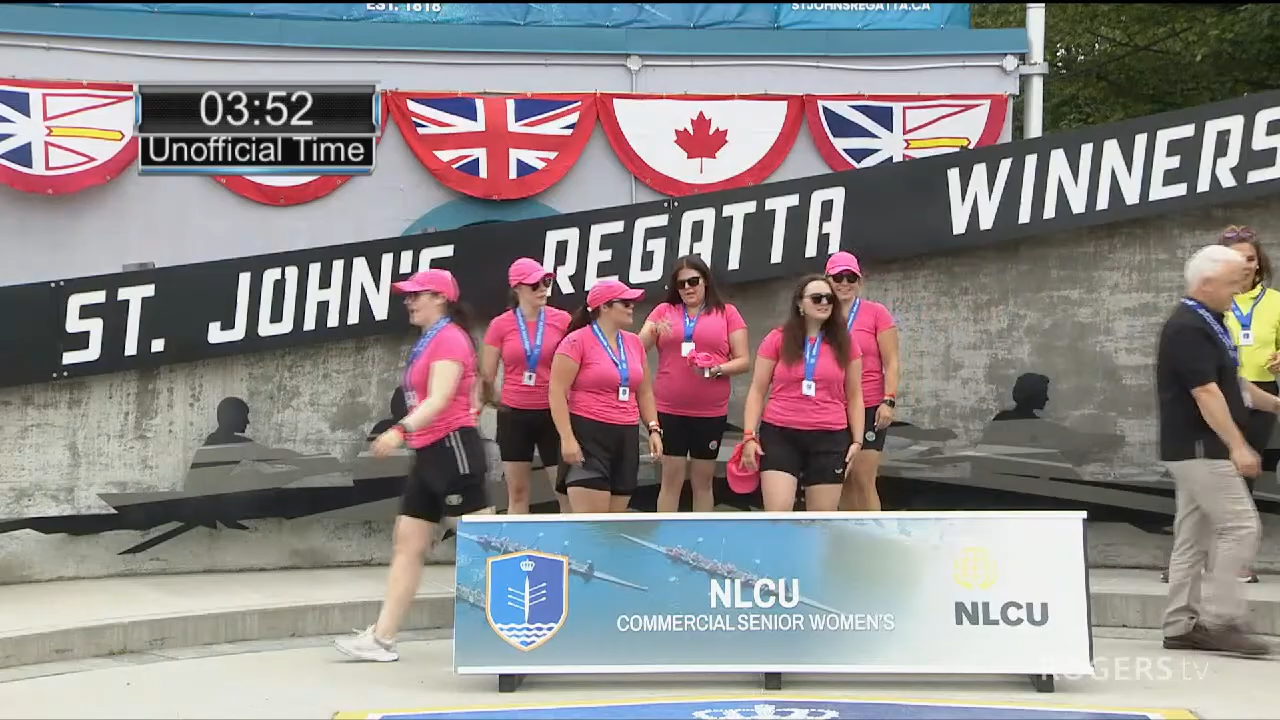 EST. 1818
STJOHNSREGATTA.CA
03:52
Unofficial Time
ST. JOHN'S REGATTA WINNERS
NLCU
COMMERCIAL SENIOR WOMEN'S
NLCU
ROGERS tv